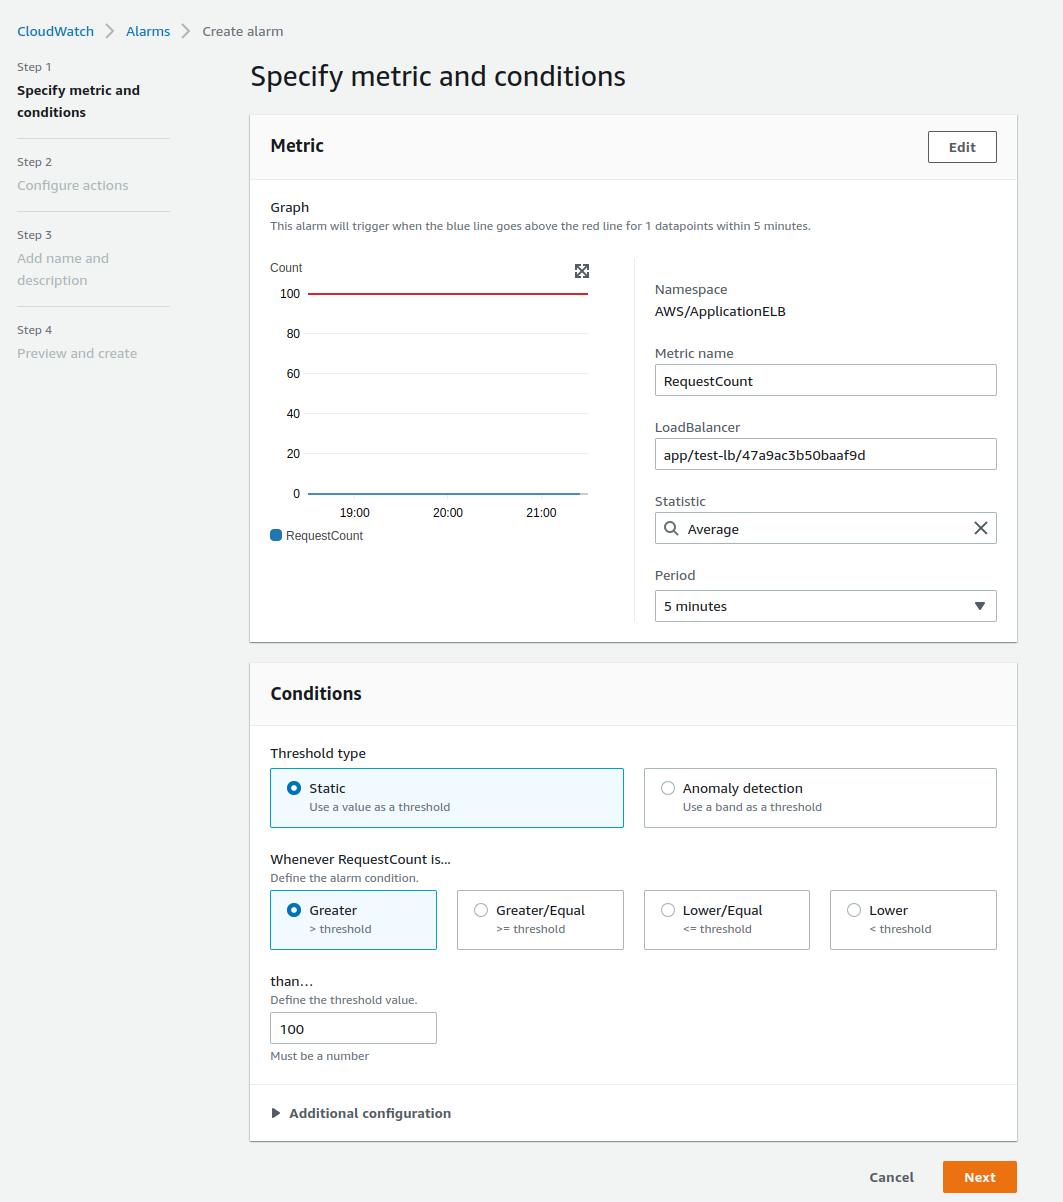 CloudWatch > Alarms > Create alarm
Step 1
Specify metric and
conditions
Step 2
Configure actions
Step 3
Add name and
description
Step 4
Preview and create
Specify metric and conditions
Metric
Edit
Graph
This alarm will trigger when the blue line goes above the red line for 1 datapoints within 5 minutes.
Count
100
80
60
40
20
0
19:00 20:00 21:00
RequestCount
Namespace
AWS/ApplicationELB
Metric name
RequestCount
LoadBalancer
app/test-lb/47a9ac3b50baaf9d
Statistic
Average
Period
5 minutes
Conditions
Threshold type
Static
Use a value as a threshold
Anomaly detection
Use a band as a threshold
Whenever RequestCount is...
Define the alarm condition.
Greater
> threshold
Greater/Equal
>= threshold
Lower/Equal
<= threshold
Lower
< threshold
than...
Define the threshold value.
100
Must be a number
Additional configuration
Cancel
Next